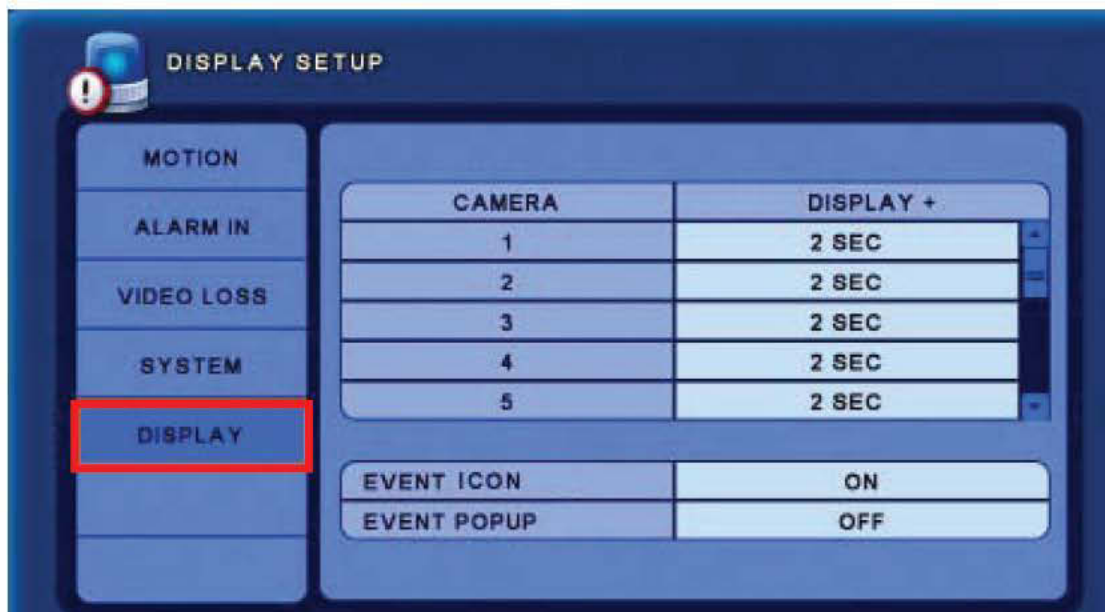 DISPLAY SETUP
MOTION
ALARM IN
VIDEO LOSS
SYSTEM
DISPLAY
CAMERA DISPLAY +
1 2 SEC
2 2 SEC
3 2 SEC
4 2 SEC
5 2 SEC
EVENT ICON ON
EVENT POPUP OFF